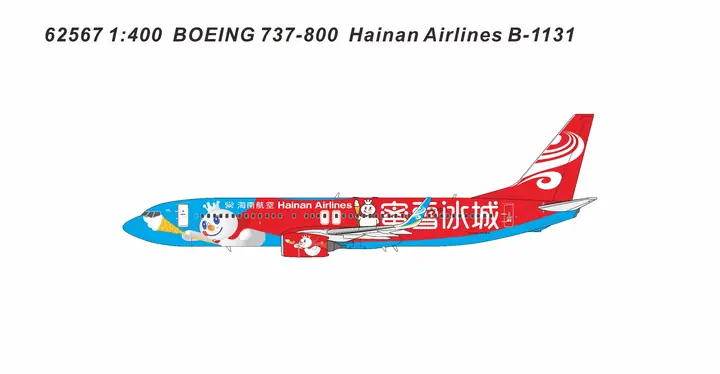 62567 1:400 BOEING 737-800 Hainan Airlines B-1131
海南航空 Hainan Airlines
蜜雪冰城